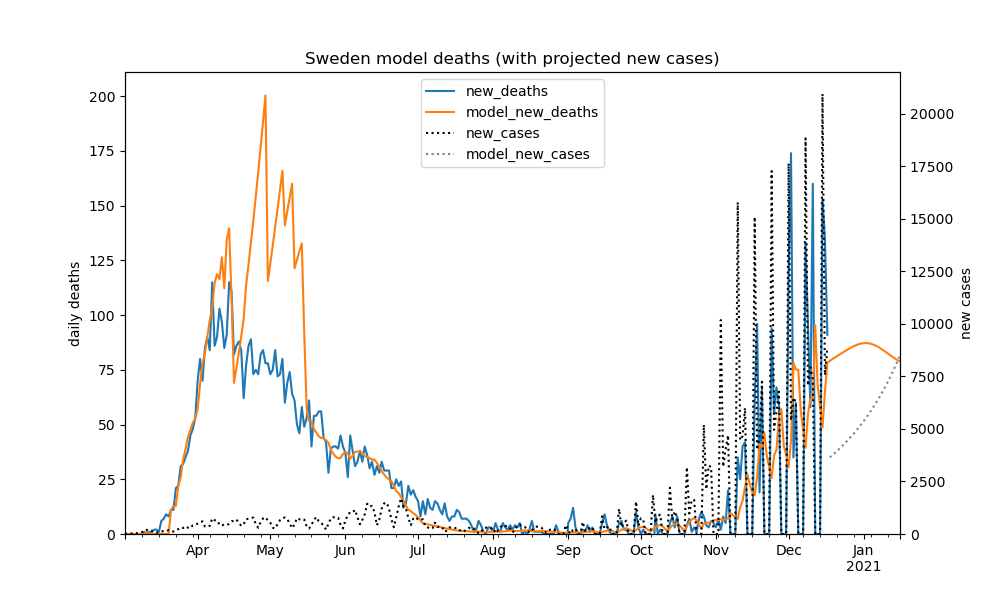 Sweden model deaths (with projected new cases)
new_deaths
model_new_deaths
new_cases
model_new_cases
daily deaths
200
175
150
125
100
75
50
25
0
new cases
20000
17500
15000
12500
10000
7500
5000
2500
0
Apr May Jun Jul Aug Sep Oct Nov Dec Jan
2021